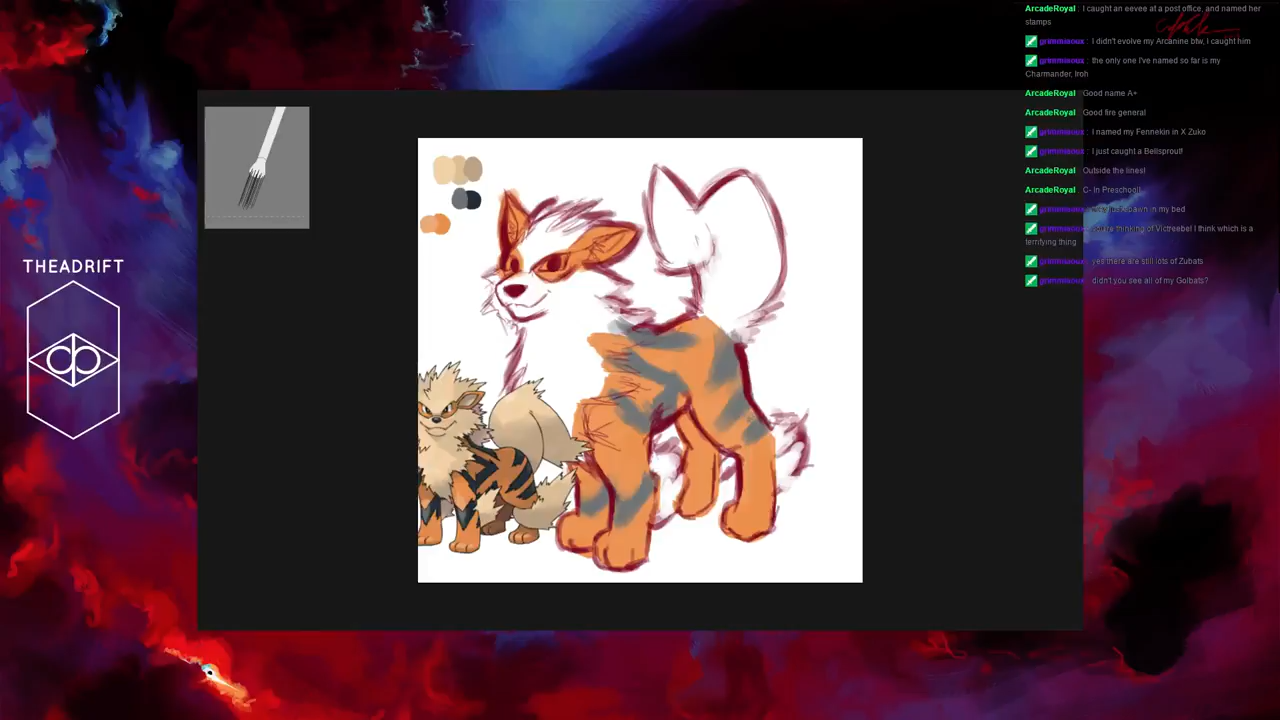 ArcadeRoyal : I caught an eevee at a post office, and named her
stamps
grimmiaoux : I didn't evolve my Arcanine btw, I caught him
grimmiaoux : the only one I've named so far is my
Charmander, Iroh
ArcadeRoyal : Good name A+
ArcadeRoyal : Good fire general
grimmiaoux : I named my Fennekin in X Zuko
grimmiaoux : I just caught a Bellsprout!
ArcadeRoyal : Outside the lines!
ArcadeRoyal : C- In Preschool!
grimmiaoux : in my bed
grimmiaoux : thinking of Victreebel I think which is a
terrifying thing
grimmiaoux : yes there are still lots of Zubats
grimmiaoux : didn't you see all of my Golbats?
THEADRIFT